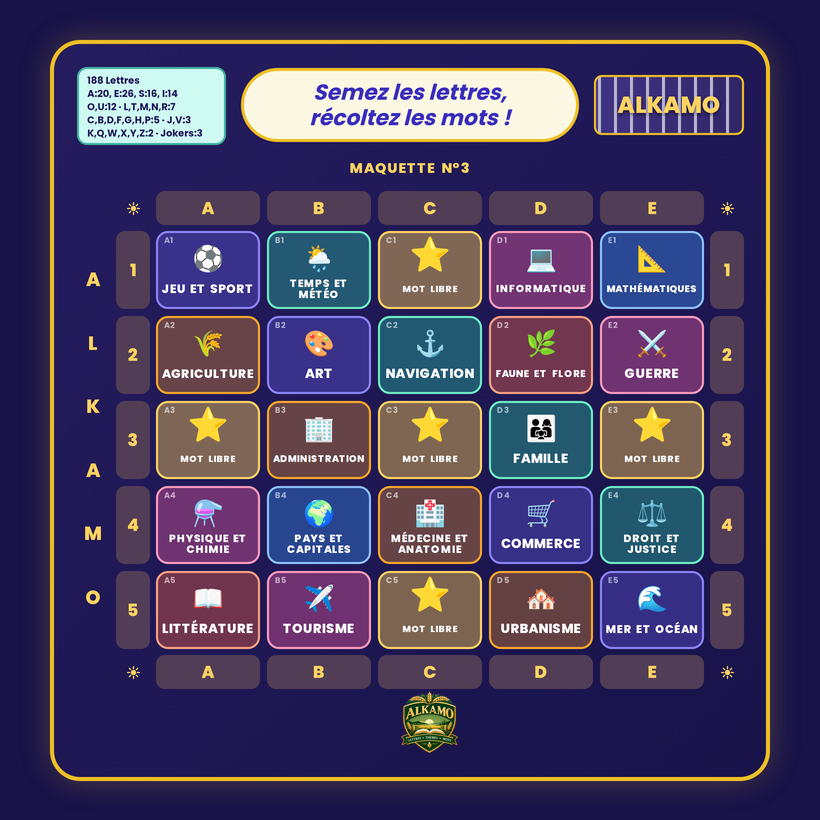 188 Lettres
A:20, E:26, S:16, I:14
O,U:12 · L,T,M,N,R:7
C,B,D,F,G,H,P:5 · J,V:3
K,Q,W,X,Y,Z:2 · Jokers:3
Semez les lettres,
récoltez les mots !
ALKAMO
MAQUETTE N°3
A B C D E
A
L
K
A
M
O
1
A1
JEU ET SPORT
B1
TEMPS ET
MÉTÉO
C1
MOT LIBRE
D1
INFORMATIQUE
E1
MATHÉMATIQUES
1
2
A2
AGRICULTURE
B2
ART
C2
NAVIGATION
D2
FAUNE ET FLORE
E2
GUERRE
2
3
A3
MOT LIBRE
B3
ADMINISTRATION
C3
MOT LIBRE
D3
FAMILLE
E3
MOT LIBRE
3
4
A4
PHYSIQUE ET
CHIMIE
B4
PAYS ET
CAPITALES
C4
MÉDECINE ET
ANATOMIE
D4
COMMERCE
E4
DROIT ET
JUSTICE
4
5
A5
LITTÉRATURE
B5
TOURISME
C5
MOT LIBRE
D5
URBANISME
E5
MER ET OCÉAN
5
A B C D E
ALKAMO